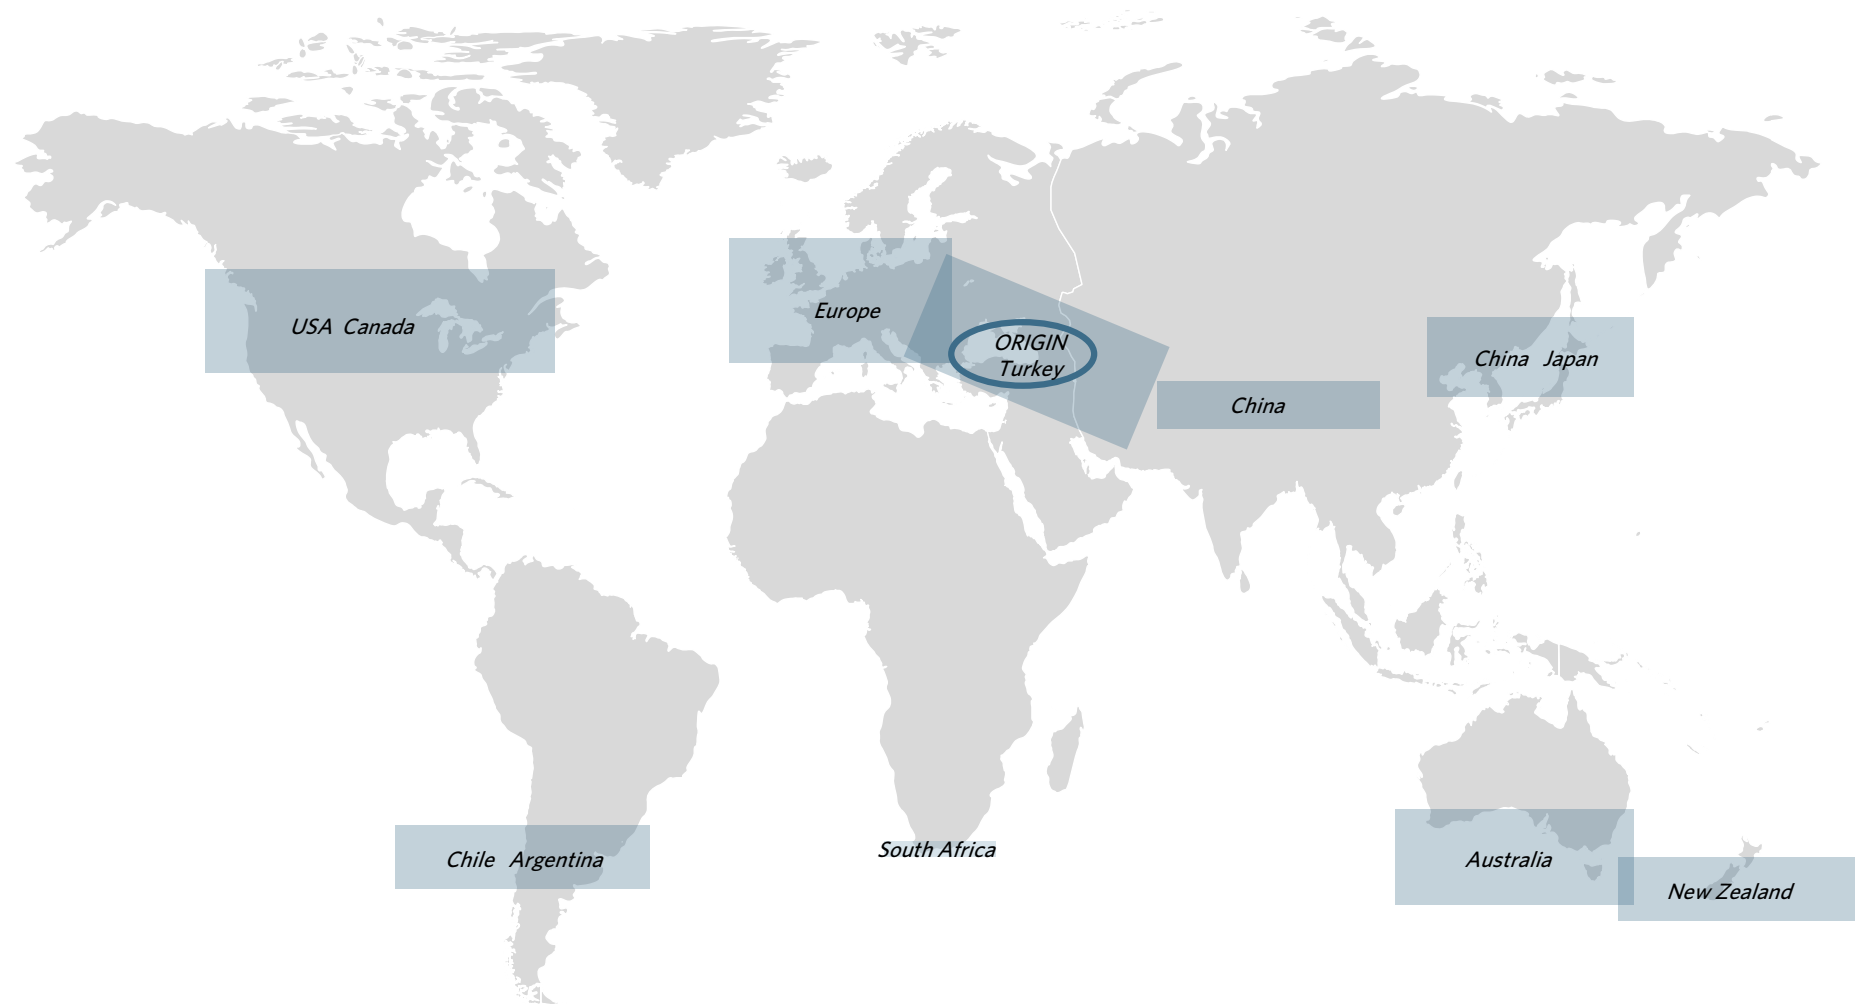 USA Canada
Europe
ORIGIN
Turkey
China
China Japan
Chile Argentina
South Africa
Australia
New Zealand